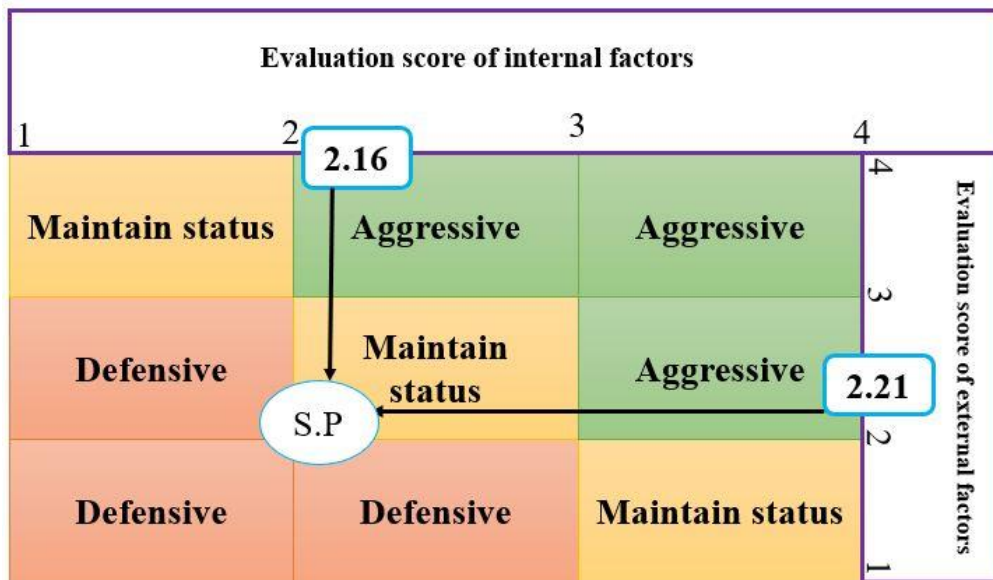 Evaluation score of internal factors
1 2 3 4
2.16
4
Maintain status Aggressive Aggressive
3
Defensive Maintain status Aggressive
2.21
S.P
2
Defensive Defensive Maintain status
1
Evaluation score of external factors